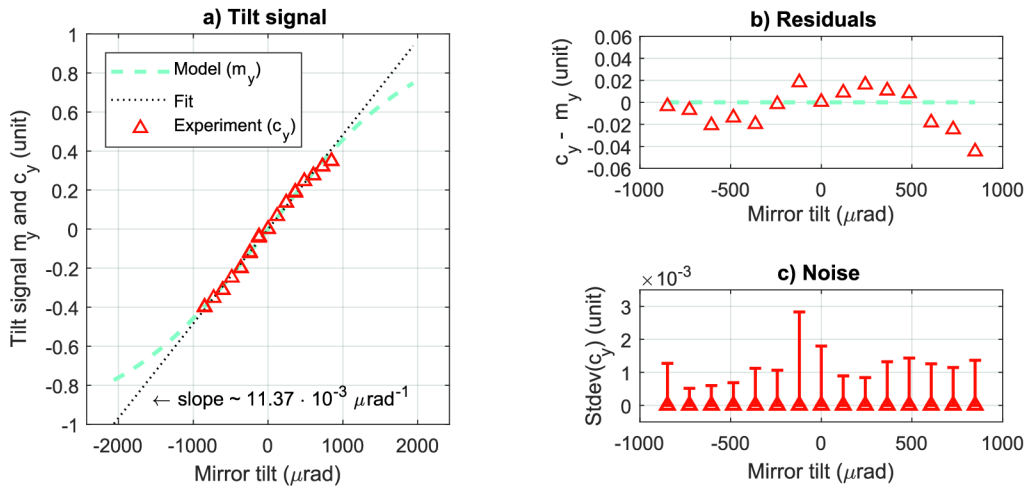 a) Tilt signal
1
0.8
0.6
0.4
0.2
0
-0.2
-0.4
-0.6
-0.8
-1
Tilt signal m_y and c_y (unit)
Model (m_y)
Fit
Experiment (c_y)
← slope ~ 11.37 · 10^-3 μrad^-1
-2000 -1000 0 1000 2000
Mirror tilt (μrad)
b) Residuals
0.06
0.04
0.02
0
-0.02
-0.04
-0.06
c_y - m_y (unit)
-1000 -500 0 500 1000
Mirror tilt (μrad)
c) Noise
×10^-3
3
2
1
0
Stdev(c_y) (unit)
-1000 -500 0 500 1000
Mirror tilt (μrad)